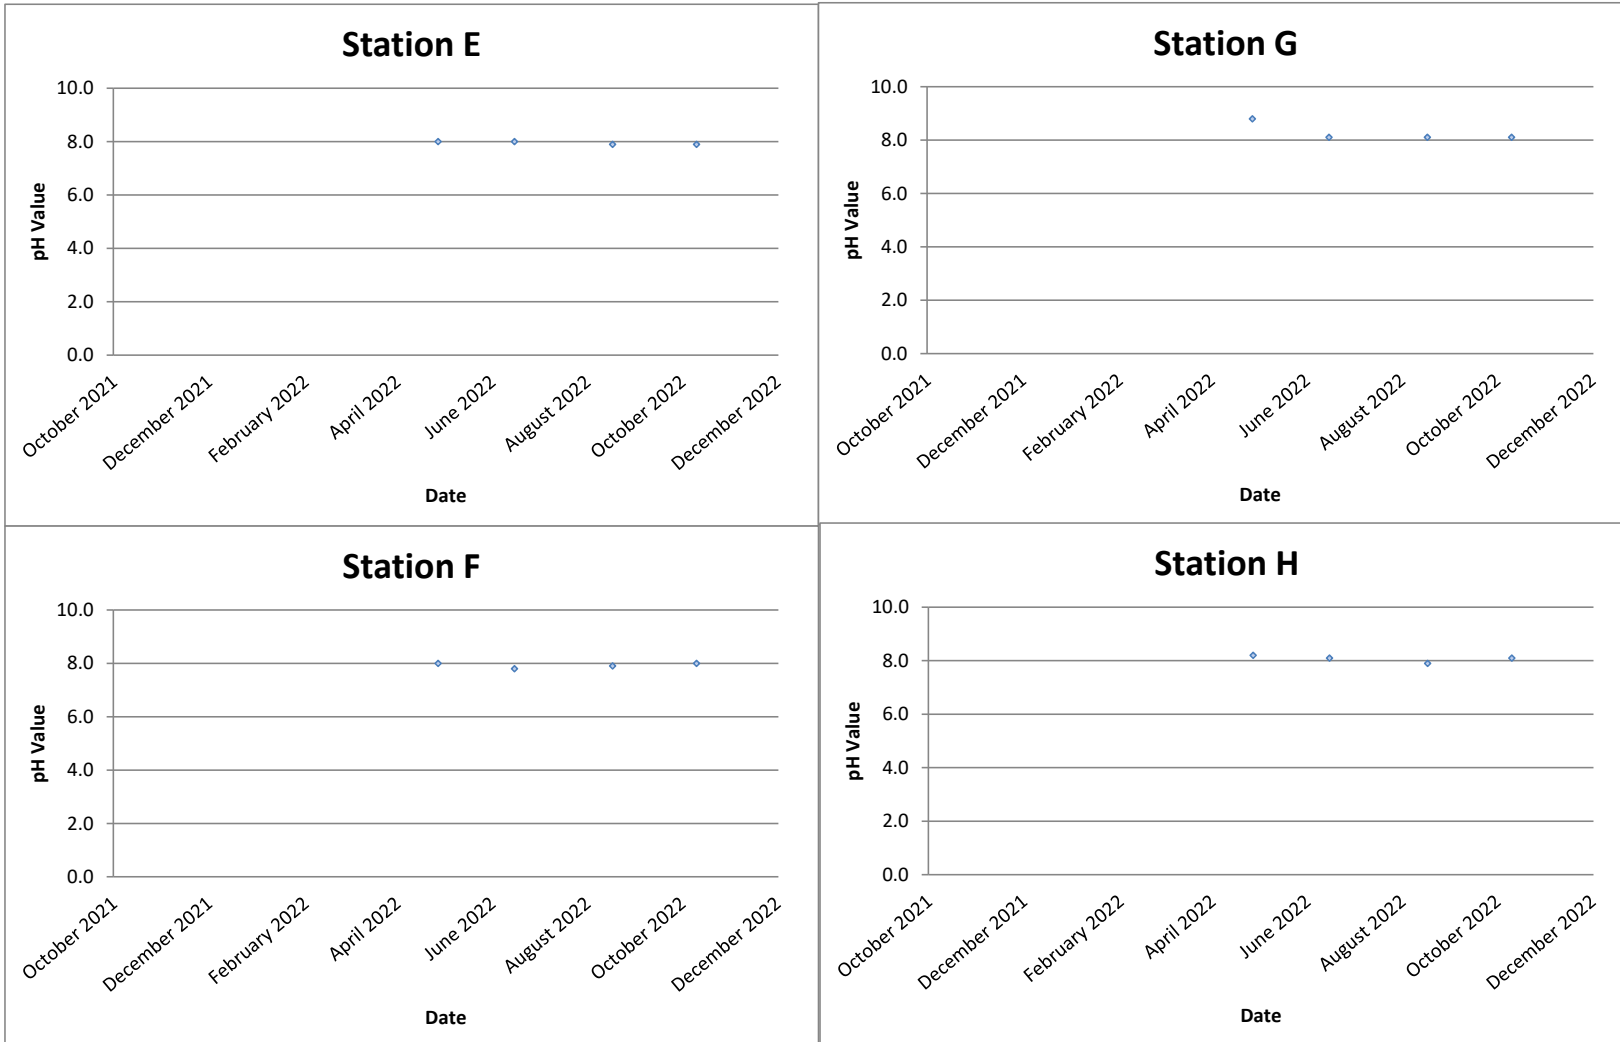 Station E
10.0
8.0
6.0
4.0
2.0
0.0
pH Value
October 2021
December 2021
February 2022
April 2022
June 2022
August 2022
October 2022
December 2022
Date
Station G
10.0
8.0
6.0
4.0
2.0
0.0
pH Value
October 2021
December 2021
February 2022
April 2022
June 2022
August 2022
October 2022
December 2022
Date
Station F
10.0
8.0
6.0
4.0
2.0
0.0
pH Value
October 2021
December 2021
February 2022
April 2022
June 2022
August 2022
October 2022
December 2022
Date
Station H
10.0
8.0
6.0
4.0
2.0
0.0
pH Value
October 2021
December 2021
February 2022
April 2022
June 2022
August 2022
October 2022
December 2022
Date